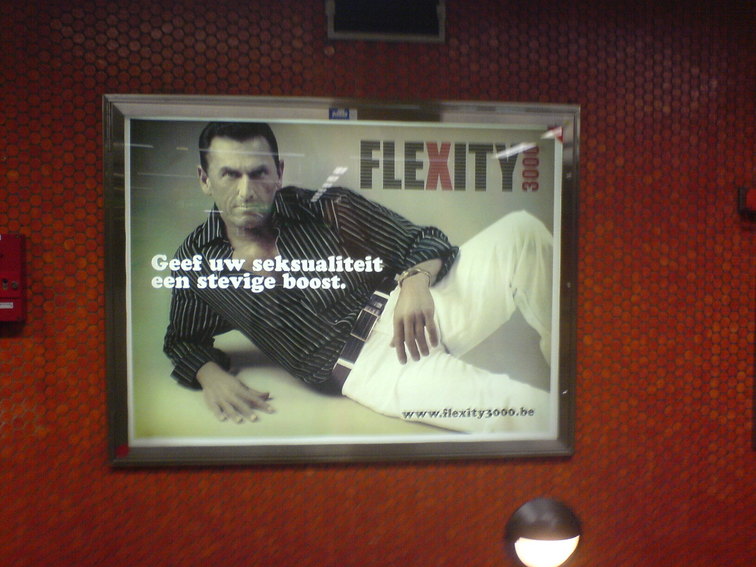 FLEXITY
3000
Geef uw seksualiteit
een stevige boost.
www.flexity3000.be